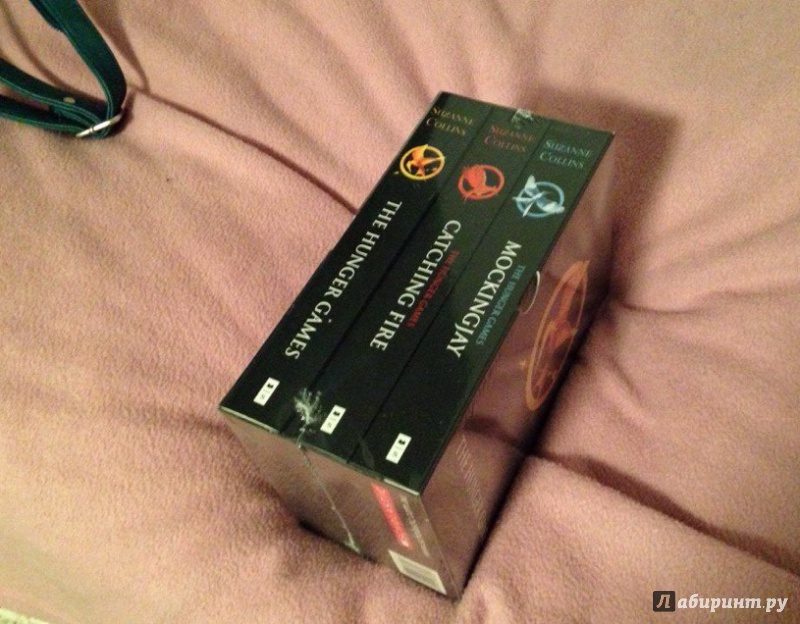 SUZANNE
COLLINS
THE HUNGER GAMES
SUZANNE
COLLINS
CATCHING FIRE
THE HUNGER GAMES
SUZANNE
COLLINS
MOCKINGJAY
THE HUNGER GAMES
Лабиринт.ру